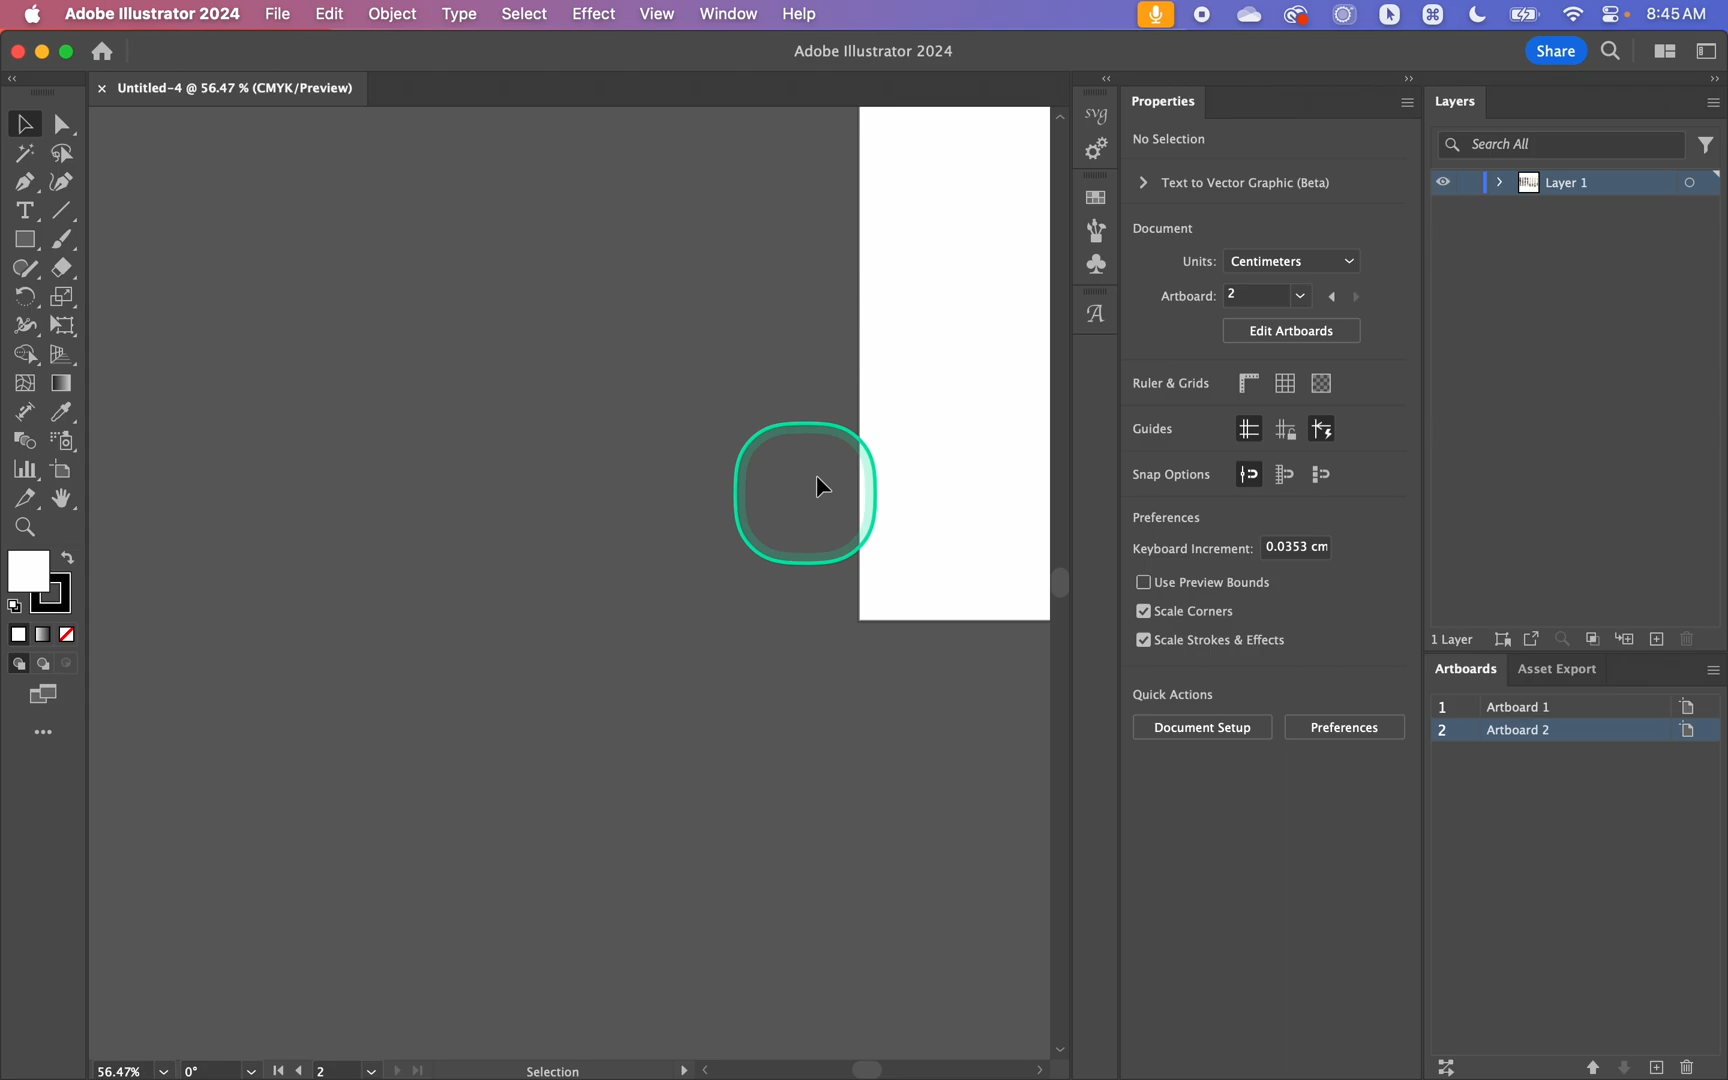 Adobe Illustrator 2024 File Edit Object Type Select Effect View Window Help 8:45 AM
Adobe Illustrator 2024 Share
Untitled-4 @ 56.47 % (CMYK/Preview)
svg
Properties
No Selection
Text to Vector Graphic (Beta)
Document
Units: Centimeters
Artboard: 2
Edit Artboards
Ruler & Grids
Guides
Snap Options
Preferences
Keyboard Increment: 0.0353 cm
Use Preview Bounds
Scale Corners
Scale Strokes & Effects
Quick Actions
Document Setup Preferences
Layers
Search All
Layer 1
1 Layer
Artboards Asset Export
1 Artboard 1
2 Artboard 2
56.47% 0° 2 Selection